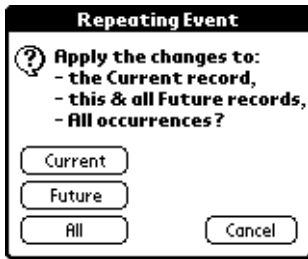 Repeating Event
Apply the changes to:
- the Current record,
- this & all Future records,
- All occurrences?
Current
Future
All
Cancel